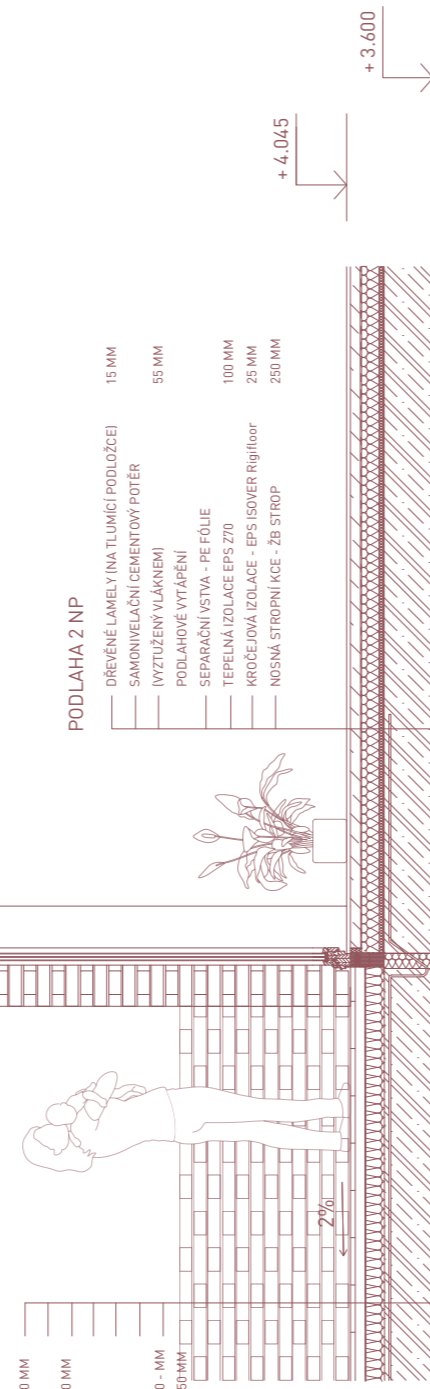 PODLAHA 2 NP
DŘEVĚNÉ LAMELY (NA TLUMÍCÍ PODLOŽCE) 15 MM
SAMONIVELAČNÍ CEMENTOVÝ POTĚR
(VYZTUŽENÝ VLÁKNEM) 55 MM
PODLAHOVÉ VYTÁPĚNÍ
SEPARAČNÍ VSTVA - PE FÓLIE
TEPELNÁ IZOLACE EPS Z70 100 MM
KROČEJOVÁ IZOLACE - EPS ISOVER Rigifloor 25 MM
NOSNÁ STROPNÍ KCE - ŽB STROP 250 MM
+ 4.045
+ 3.600
0 MM
0 MM
0 - MM
50 MM
2%